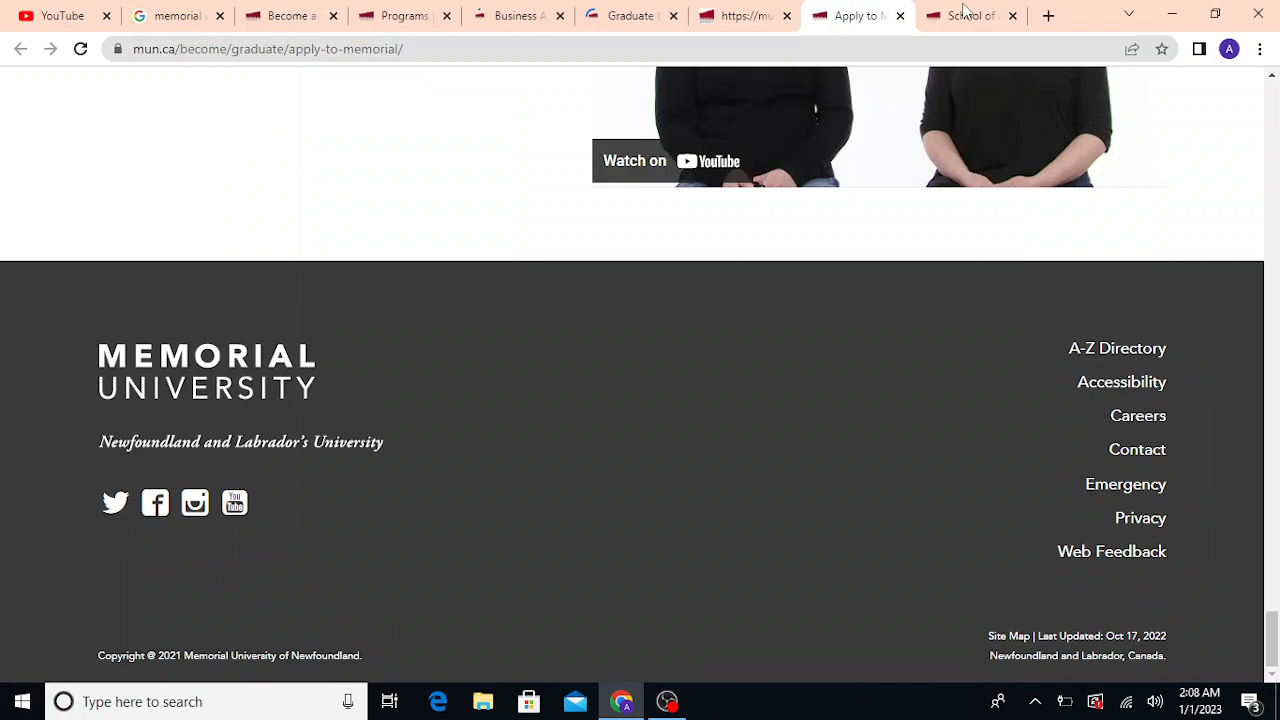 YouTube
memorial
Become a
Programs
Business A
Graduate t
https://mu
Apply to M
School of
mun.ca/become/graduate/apply-to-memorial/
A
Watch on YouTube
MEMORIAL
UNIVERSITY
Newfoundland and Labrador's University
You
Tube
A-Z Directory
Accessibility
Careers
Contact
Emergency
Privacy
Web Feedback
Site Map | Last Updated: Oct 17, 2022
Copyright @ 2021 Memorial University of Newfoundland.
Newfoundland and Labrador, Canada.
Type here to search
2:08 AM
1/1/2023
3